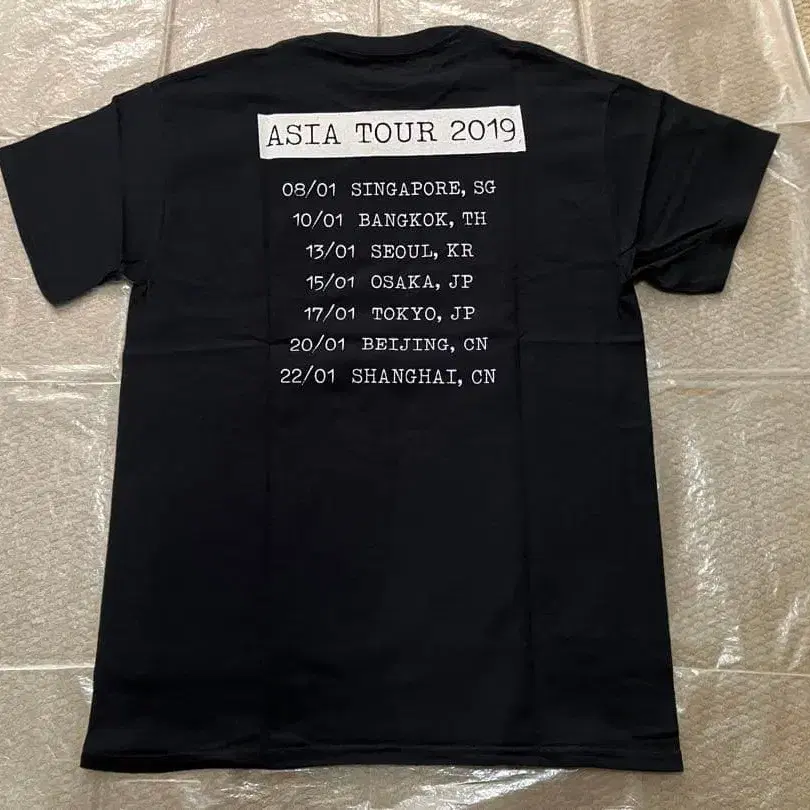 ASIA TOUR 2019
08/01 SINGAPORE, SG
10/01 BANGKOK, TH
13/01 SEOUL, KR
15/01 OSAKA, JP
17/01 TOKYO, JP
20/01 BEIJING, CN
22/01 SHANGHAI, CN